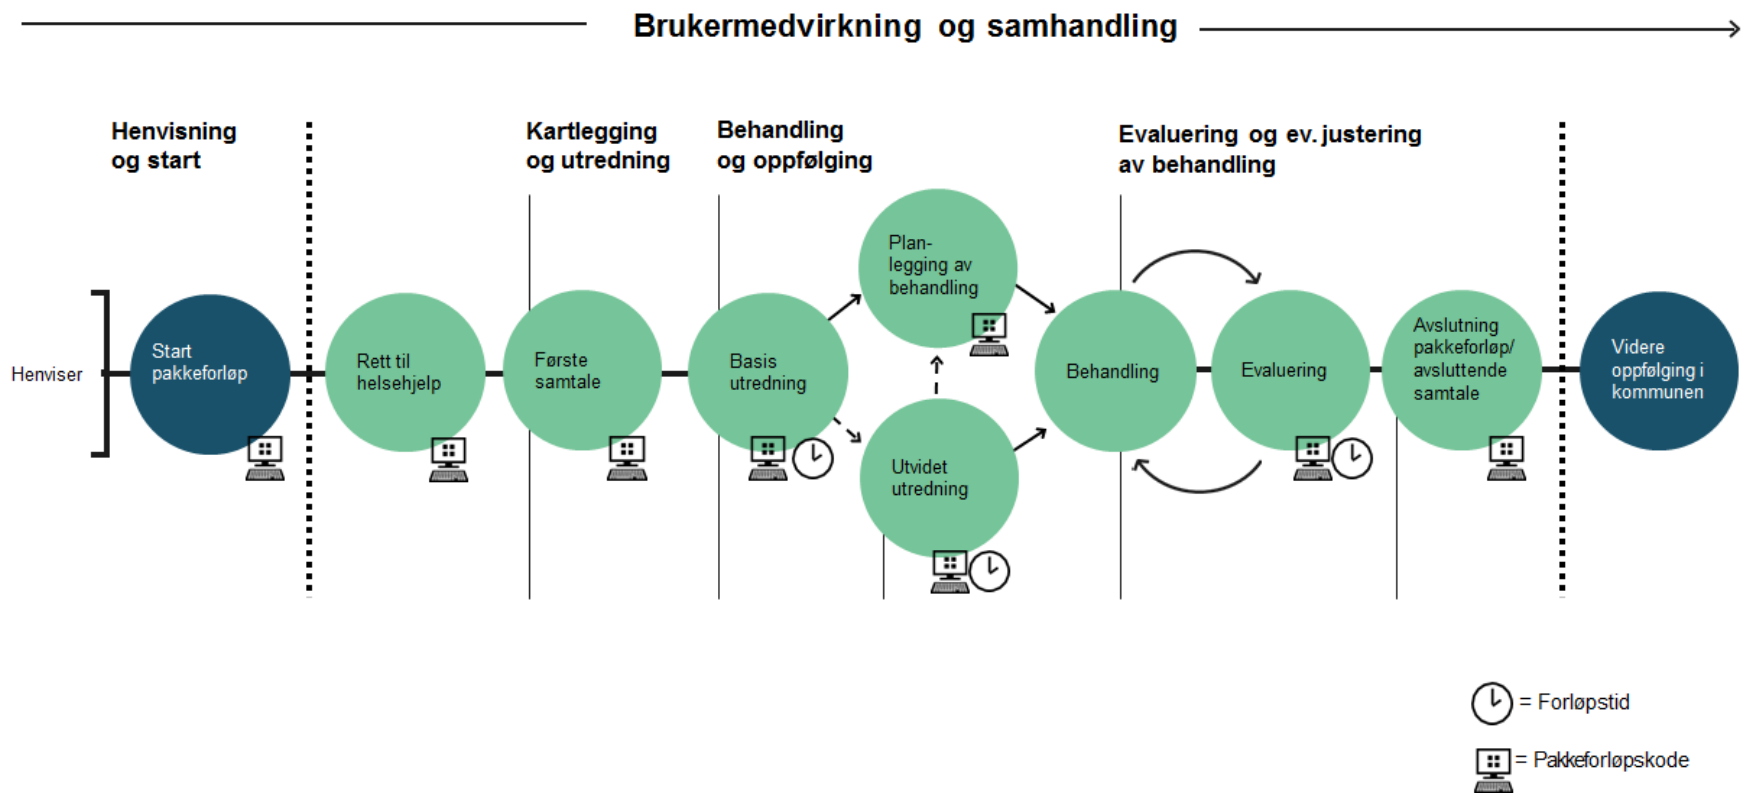 Brukermedvirkning og samhandling
Henvisning
og start
Kartlegging
og utredning
Behandling
og oppfølging
Evaluering og ev. justering
av behandling
Henviser
Start
pakkeforløp
Rett til
helsehjelp
Første
samtale
Basis
utredning
Plan-
legging av
behandling
Utvidet
utredning
Behandling
Evaluering
Avslutning
pakkeforløp/
avsluttende
samtale
Videre
oppfølging i
kommunen
= Forløpstid
= Pakkeforløpskode